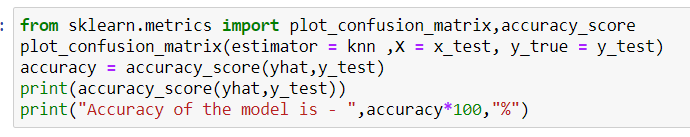 :
from sklearn.metrics import plot_confusion_matrix,accuracy_score
plot_confusion_matrix(estimator = knn ,X = x_test, y_true = y_test)
accuracy = accuracy_score(yhat,y_test)
print(accuracy_score(yhat,y_test))
print("Accuracy of the model is - ",accuracy*100,"%")